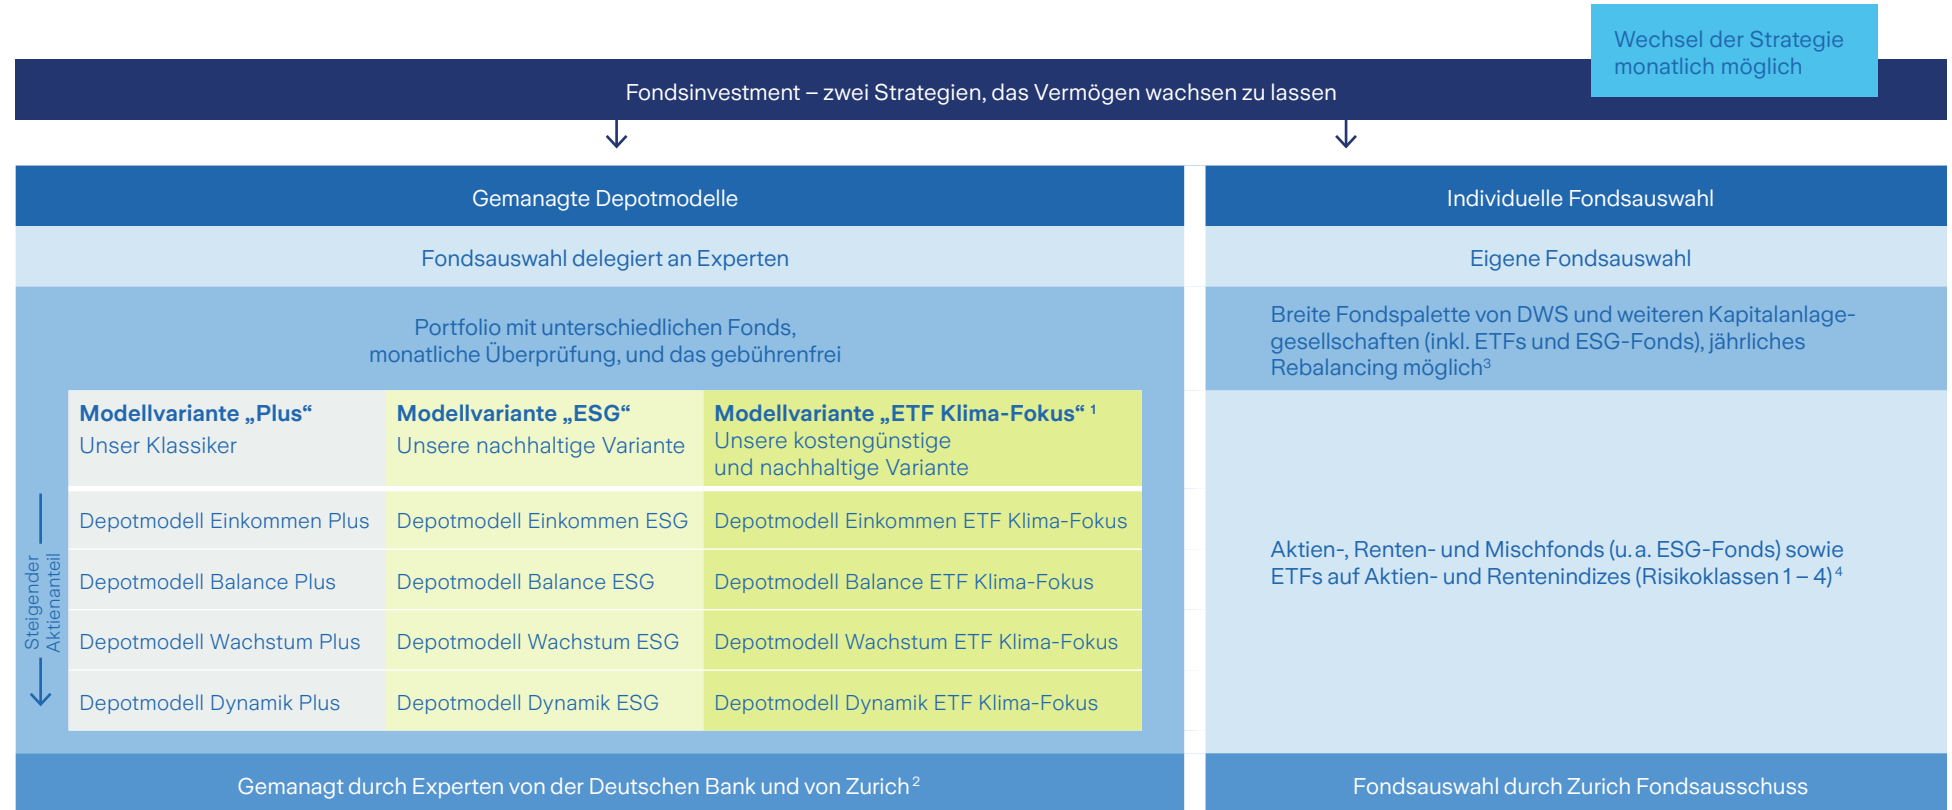 Wechsel der Strategie
monatlich möglich
Fondsinvestment – zwei Strategien, das Vermögen wachsen zu lassen
Gemanagte Depotmodelle
Fondsauswahl delegiert an Experten
Portfolio mit unterschiedlichen Fonds,
monatliche Überprüfung, und das gebührenfrei
Modellvariante „Plus“
Unser Klassiker
Modellvariante „ESG“
Unsere nachhaltige Variante
Modellvariante „ETF Klima-Fokus“ ¹
Unsere kostengünstige
und nachhaltige Variante
Steigender
Aktienanteil
Depotmodell Einkommen Plus
Depotmodell Einkommen ESG
Depotmodell Einkommen ETF Klima-Fokus
Depotmodell Balance Plus
Depotmodell Balance ESG
Depotmodell Balance ETF Klima-Fokus
Depotmodell Wachstum Plus
Depotmodell Wachstum ESG
Depotmodell Wachstum ETF Klima-Fokus
Depotmodell Dynamik Plus
Depotmodell Dynamik ESG
Depotmodell Dynamik ETF Klima-Fokus
Gemanagt durch Experten von der Deutschen Bank und von Zurich ²
Individuelle Fondsauswahl
Eigene Fondsauswahl
Breite Fondspalette von DWS und weiteren Kapitalanlage-
gesellschaften (inkl. ETFs und ESG-Fonds), jährliches
Rebalancing möglich³
Aktien-, Renten- und Mischfonds (u. a. ESG-Fonds) sowie
ETFs auf Aktien- und Rentenindizes (Risikoklassen 1 – 4) ⁴
Fondsauswahl durch Zurich Fondsausschuss